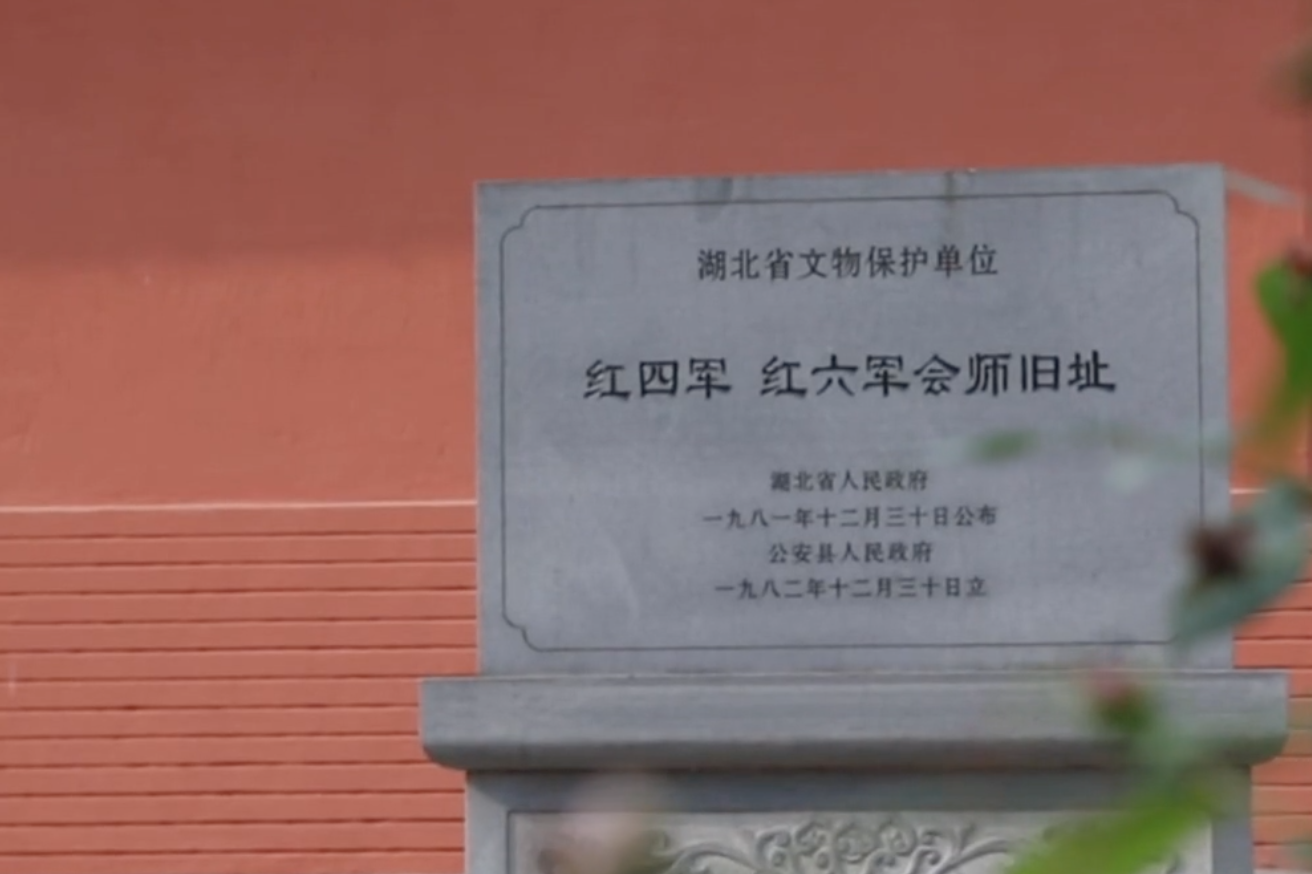 湖北省文物保护单位
红四军 红六军会师旧址
湖北省人民政府
一九八一年十二月三十日公布
公安县人民政府
一九八二年十二月三十日立